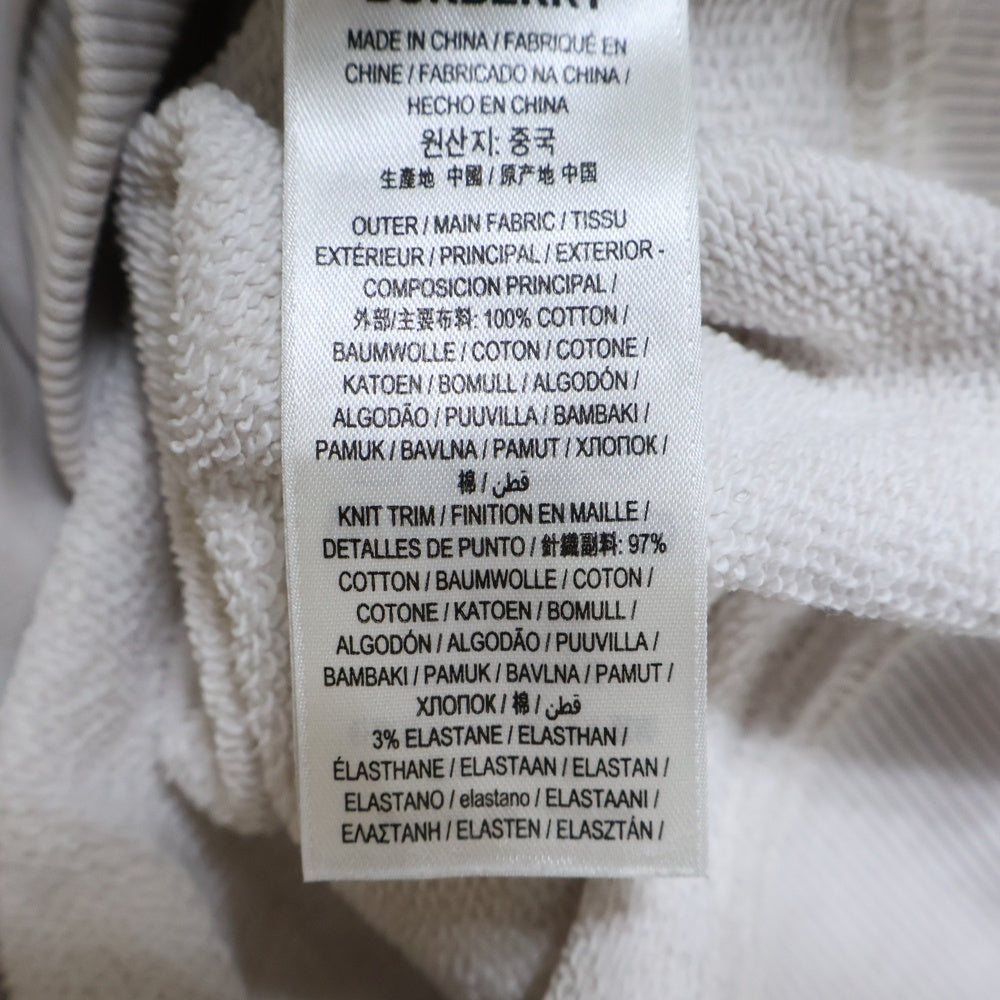 BURBERRY
MADE IN CHINA / FABRIQUÉ EN
CHINE / FABRICADO NA CHINA /
HECHO EN CHINA
원산지: 중국
生產地 中國 / 原产地 中国
OUTER / MAIN FABRIC / TISSU
EXTÉRIEUR / PRINCIPAL / EXTERIOR -
COMPOSICION PRINCIPAL /
外部/主要布料: 100% COTTON /
BAUMWOLLE / COTON / COTONE /
KATOEN / BOMULL / ALGODÓN /
ALGODÃO / PUUVILLA / BAMBAKI /
PAMUK / BAVLNA / PAMUT / ХЛОПОК /
棉 / قطن
KNIT TRIM / FINITION EN MAILLE /
DETALLES DE PUNTO / 針織副料: 97%
COTTON / BAUMWOLLE / COTON /
COTONE / KATOEN / BOMULL /
ALGODÓN / ALGODÃO / PUUVILLA /
BAMBAKI / PAMUK / BAVLNA / PAMUT /
ХЛОПОК / 棉 / قطن
3% ELASTANE / ELASTHAN /
ÉLASTHANE / ELASTAAN / ELASTAN /
ELASTANO / elastano / ELASTAANI /
ΕΛΑΣΤΑΝΗ / ELASTEN / ELASZTÁN /